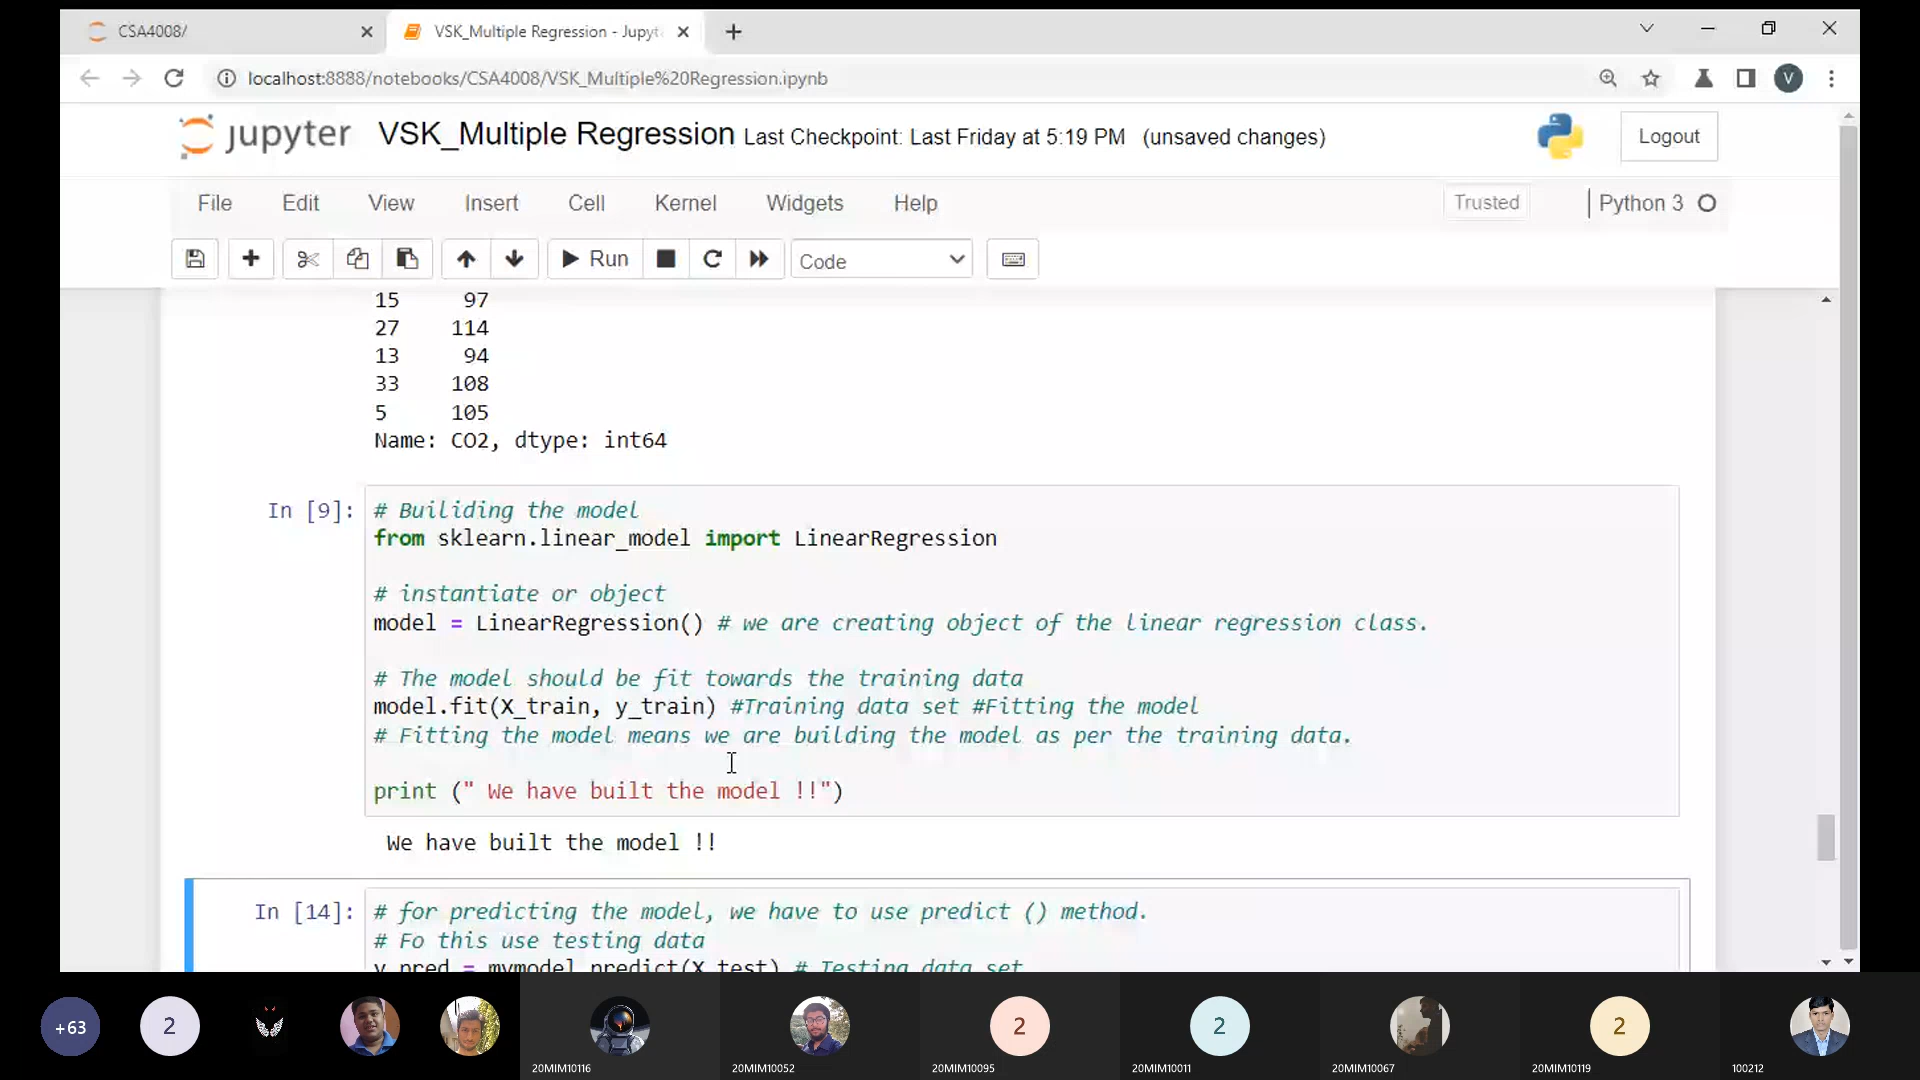 CSA4008/
VSK_Multiple Regression - Jupyt
localhost:8888/notebooks/CSA4008/VSK_Multiple%20Regression.ipynb
V
jupyter VSK_Multiple Regression Last Checkpoint: Last Friday at 5:19 PM (unsaved changes)
Logout
File Edit View Insert Cell Kernel Widgets Help
Trusted
Python 3
Run
Code
15 97
27 114
13 94
33 108
5 105
Name: CO2, dtype: int64
In [9]:
# Builiding the model
from sklearn.linear_model import LinearRegression
# instantiate or object
model = LinearRegression() # we are creating object of the linear regression class.
# The model should be fit towards the training data
model.fit(X_train, y_train) #Training data set #Fitting the model
# Fitting the model means we are building the model as per the training data.
print (" We have built the model !!")
We have built the model !!
In [14]:
# for predicting the model, we have to use predict () method.
# Fo this use testing data
y_pred = mymodel.predict(X_test) # Testing data set
+63
2
2
2
2
20MIM10116
20MIM10052
20MIM10095
20MIM10011
20MIM10067
20MIM10119
100212